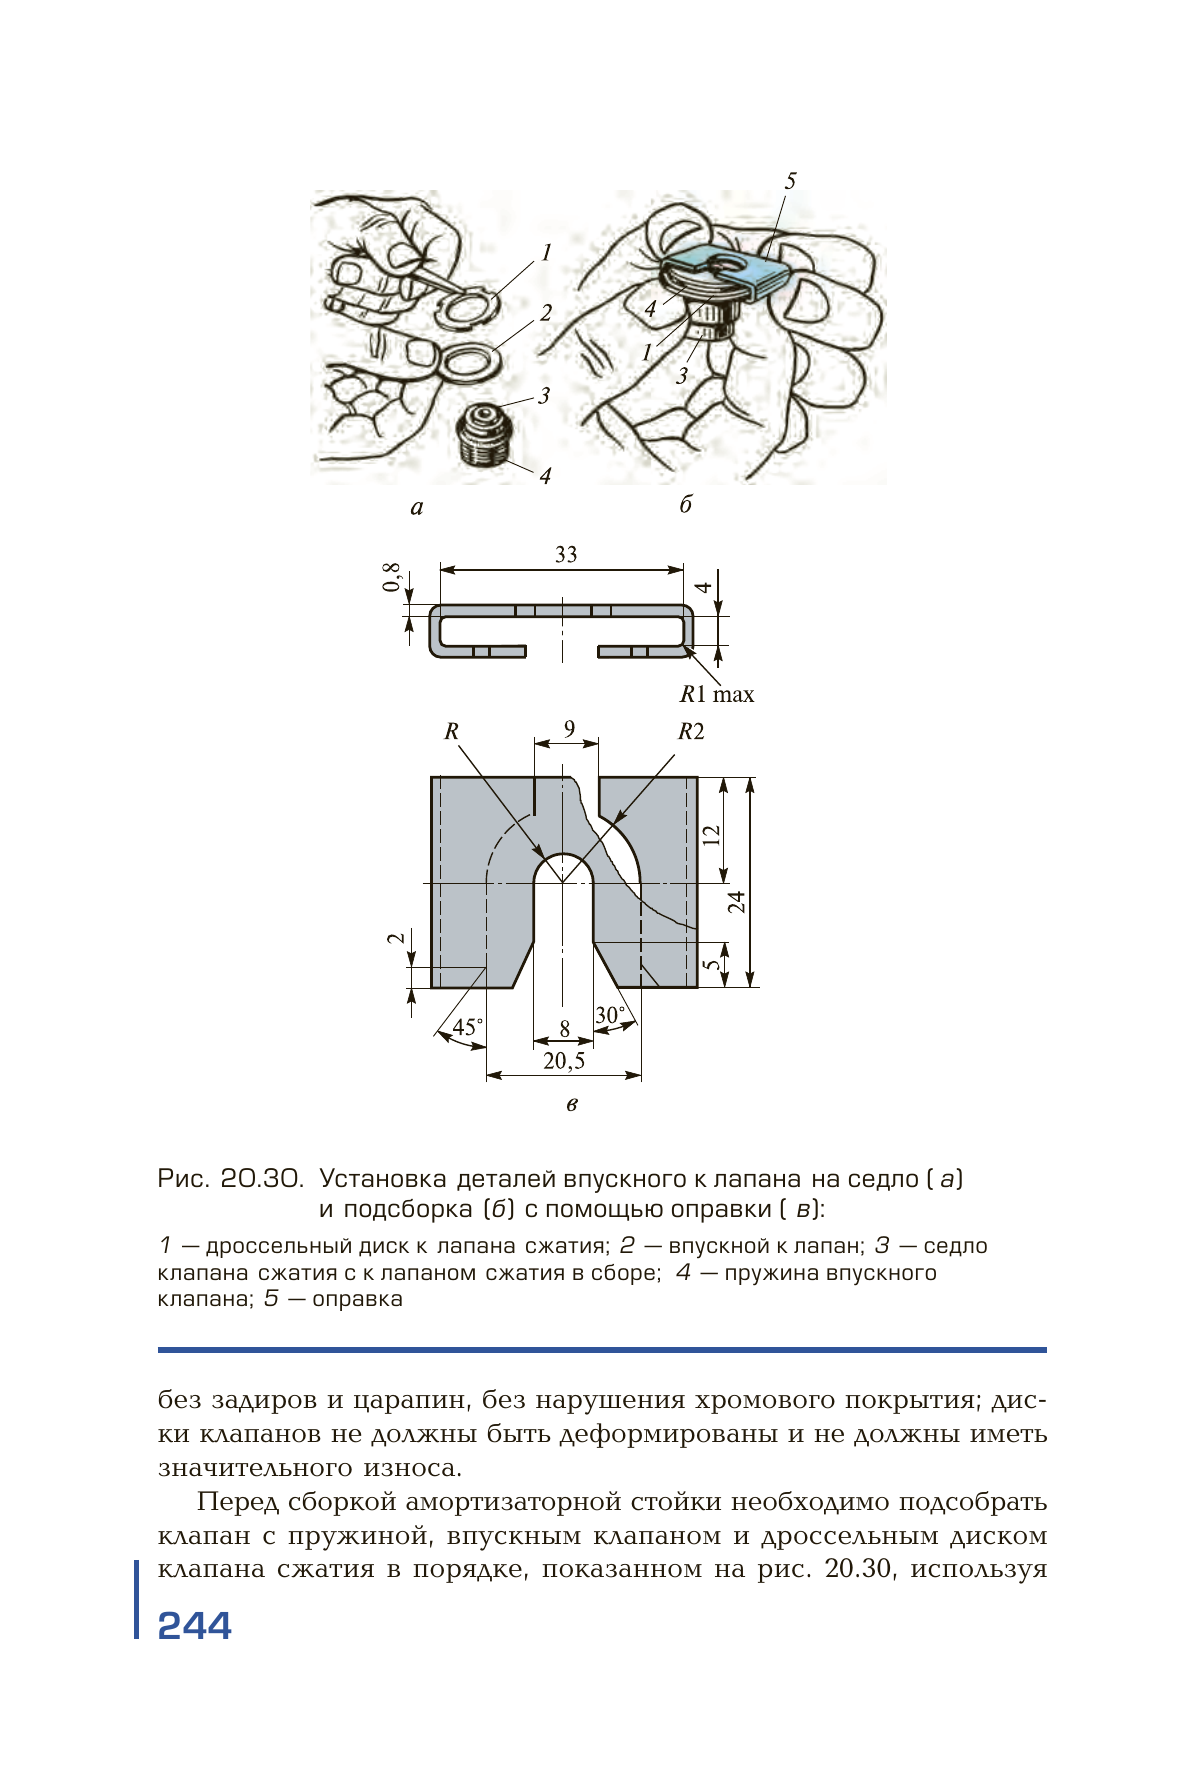 5
1
2
3
4
4
1
3
а
б
33
0,8
4
R1 max
R
9
R2
12
24
2
5
45°
8
30°
20,5
в
Рис. 20.30. Установка деталей впускного к лапана на седло ( а)
и подсборка (б) с помощью оправки ( в):
1 — дроссельный диск к лапана сжатия; 2 — впускной к лапан; 3 — седло
клапана сжатия с к лапаном сжатия в сборе; 4 — пружина впускного
клапана; 5 — оправка
без задиров и царапин, без нарушения хромового покрытия; дис-
ки клапанов не должны быть деформированы и не должны иметь
значительного износа.
Перед сборкой амортизаторной стойки необходимо подсобрать
клапан с пружиной, впускным клапаном и дроссельным диском
клапана сжатия в порядке, показанном на рис. 20.30, используя
244